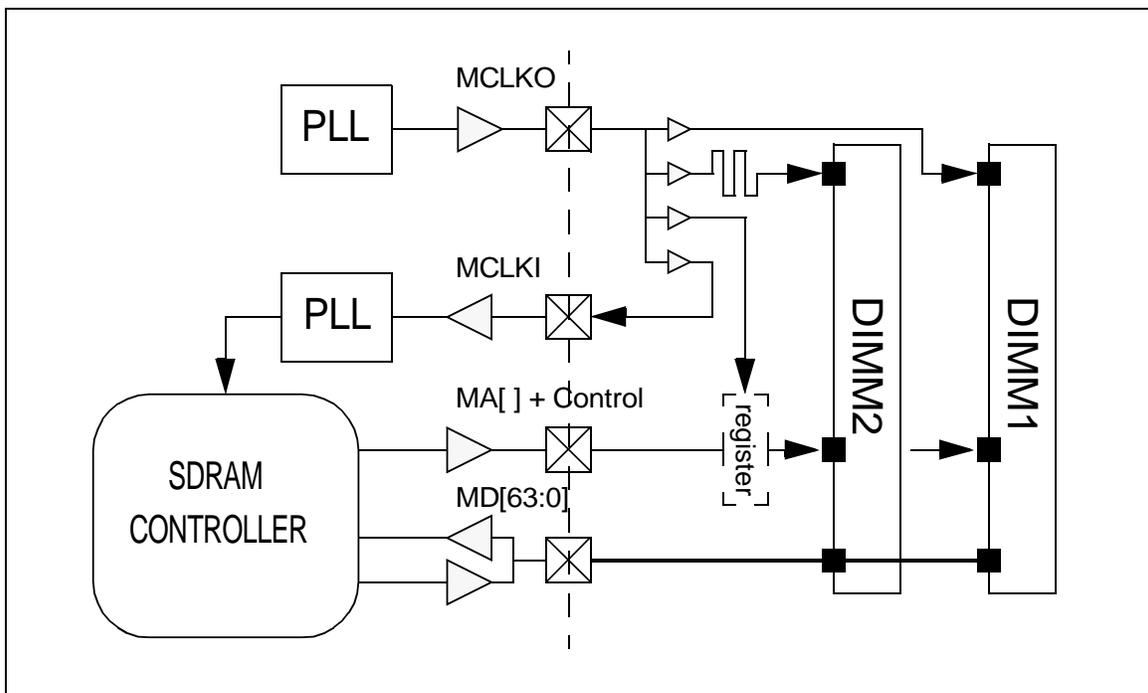 MCLKO
PLL
MCLKI
PLL
MA[ ] + Control
register
DIMM2
DIMM1
MD[63:0]
SDRAM
CONTROLLER